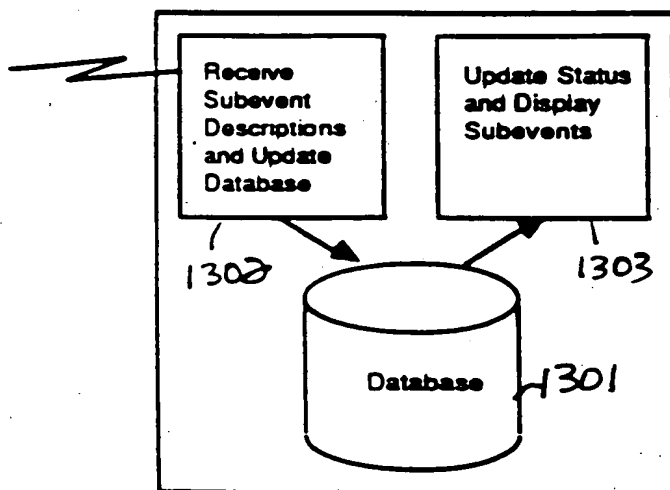 Receive
Subevent
Descriptions
and Update
Database
Update Status
and Display
Subevents
1302
1303
Database
1301